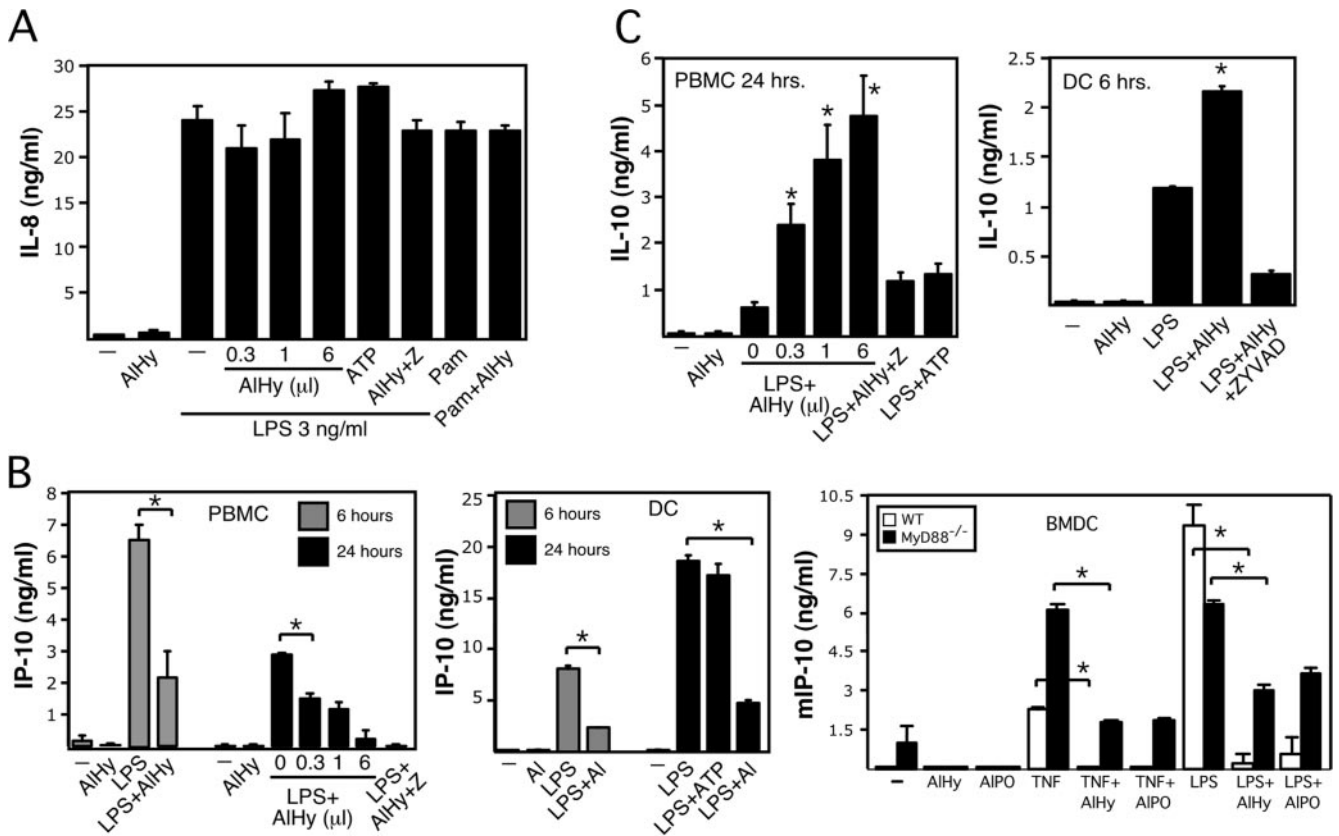 A
IL-8 (ng/ml)
30
25
20
15
10
5
—
AlHy
—
0.3
1
6
ATP
AlHy+Z
Pam
Pam+AlHy
AlHy (µl)
LPS 3 ng/ml
C
IL-10 (ng/ml)
PBMC 24 hrs.
6
5
4
3
2
1
*
*
*
—
AlHy
0
0.3
1
6
LPS+AlHy+Z
LPS+ATP
LPS+
AlHy (µl)
IL-10 (ng/ml)
DC 6 hrs.
2.5
2
1.5
1
0.5
*
—
AlHy
LPS
LPS+AlHy
LPS+AlHy
+ZYVAD
B
IP-10 (ng/ml)
PBMC
6 hours
24 hours
8
7
6
5
4
3
2
1
*
*
—
AlHy
LPS
LPS+AlHy
—
AlHy
0
0.3
1
6
LPS+
AlHy+Z
LPS+
AlHy (µl)
IP-10 (ng/ml)
DC
6 hours
24 hours
25
20
15
10
5
*
*
—
Al
LPS
LPS+Al
—
LPS
LPS+ATP
LPS+Al
mIP-10 (ng/ml)
WT
MyD88-/-
BMDC
10.5
9
7.5
6
4.5
3
1.5
*
*
*
*
—
AlHy
AlPO
TNF
TNF+
AlHy
TNF+
AlPO
LPS
LPS+
AlHy
LPS+
AlPO